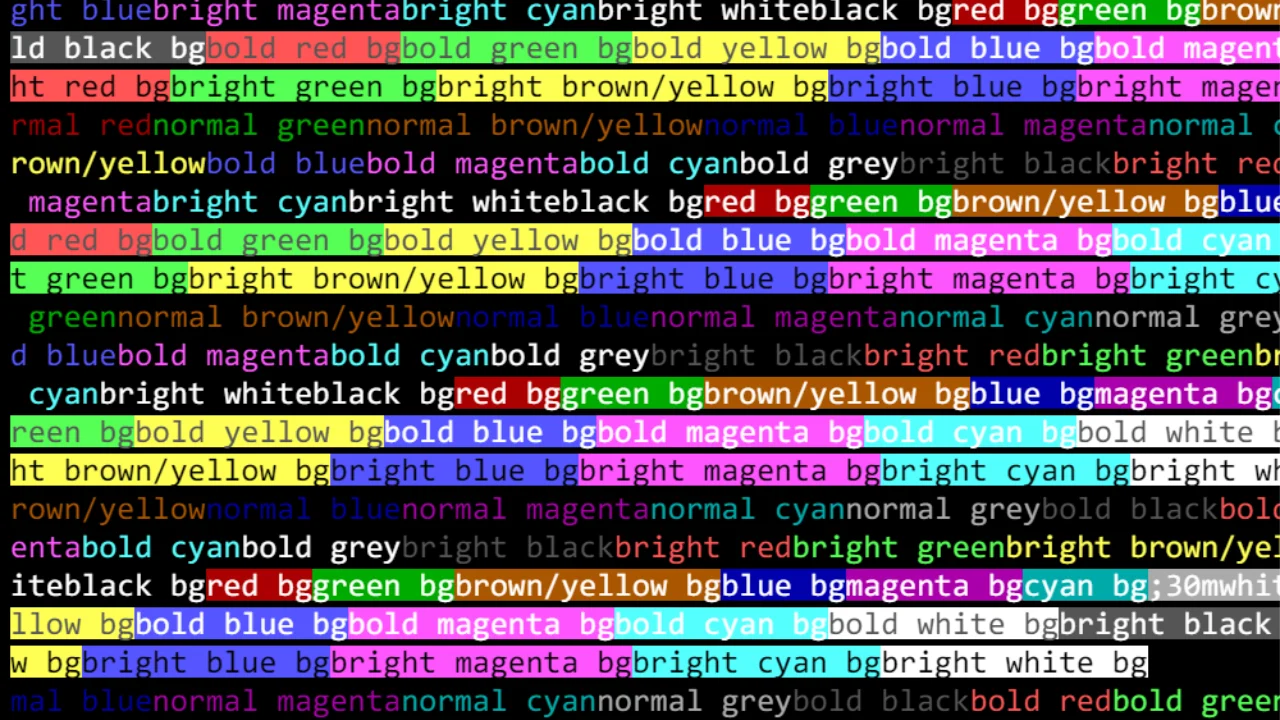 ght bluebright magentabright cyanbright whiteblack bgred bggreen bgbrown
ld black bgbold red bgbold green bgbold yellow bgbold blue bgbold magent
ht red bgbright green bgbright brown/yellow bgbright blue bgbright magen
rmal rednormal greennormal brown/yellownormal bluenormal magentanormal c
rown/yellowbold bluebold magentabold cyanbold greybright blackbright red
magentabright cyanbright whiteblack bgred bggreen bgbrown/yellow bgblue
d red bgbold green bgbold yellow bgbold blue bgbold magenta bgbold cyan
t green bgbright brown/yellow bgbright blue bgbright magenta bgbright cy
greennormal brown/yellownormal bluenormal magentanormal cyannormal grey
d bluebold magentabold cyanbold greybright blackbright redbright greenbr
cyanbright whiteblack bgred bggreen bgbrown/yellow bgblue bgmagenta bgc
reen bgbold yellow bgbold blue bgbold magenta bgbold cyan bgbold white b
ht brown/yellow bgbright blue bgbright magenta bgbright cyan bgbright wh
rown/yellownormal bluenormal magentanormal cyannormal greybold blackbold
entabold cyanbold greybright blackbright redbright greenbright brown/yel
iteblack bgred bggreen bgbrown/yellow bgblue bgmagenta bgcyan bg;30mwhit
llow bgbold blue bgbold magenta bgbold cyan bgbold white bgbright black
w bgbright blue bgbright magenta bgbright cyan bgbright white bg
mal bluenormal magentanormal cyannormal greybold blackbold redbold green